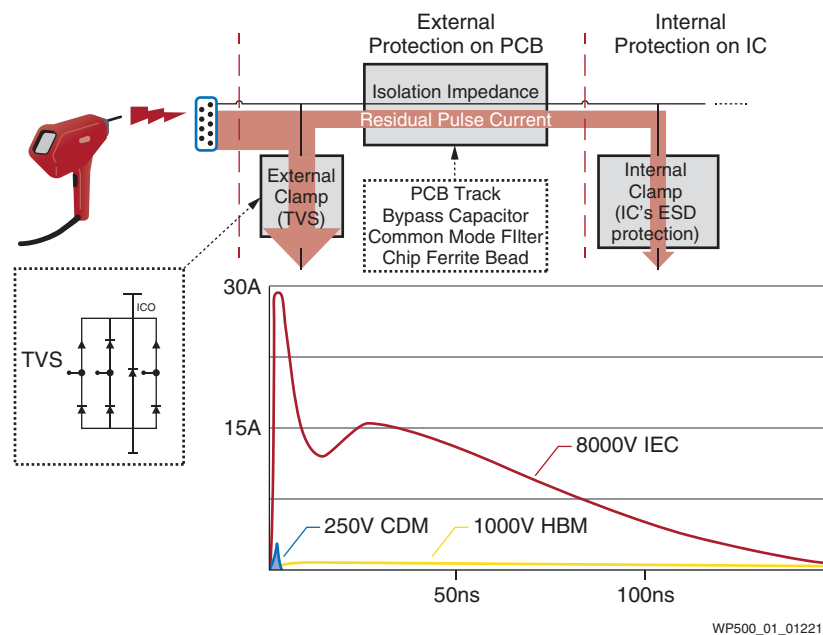 External
Protection on PCB
Internal
Protection on IC
Isolation Impedance
Residual Pulse Current
External
Clamp
(TVS)
PCB Track
Bypass Capacitor
Common Mode FIlter
Chip Ferrite Bead
Internal
Clamp
(IC's ESD
protection)
ICO
TVS
30A
15A
8000V IEC
250V CDM
1000V HBM
50ns
100ns
WP500_01_01221